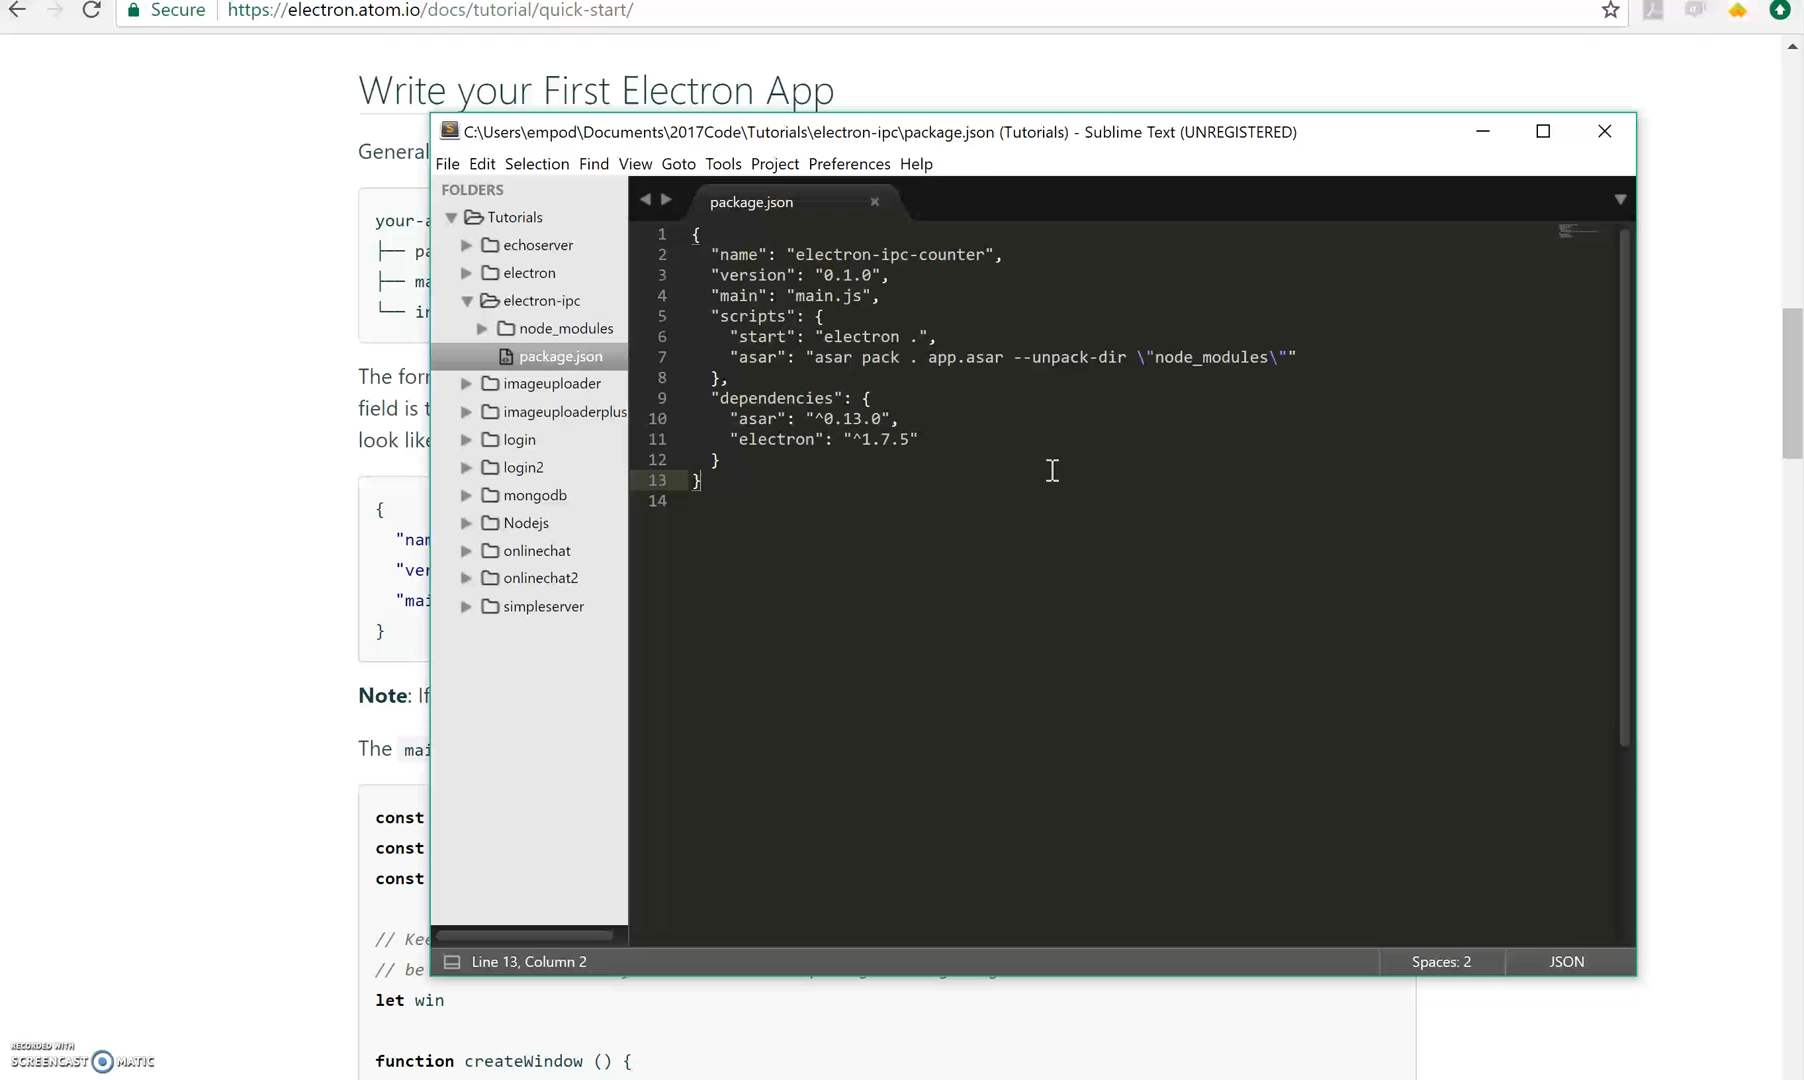 Secure https://electron.atom.io/docs/tutorial/quick-start/
Write your First Electron App
General
your-a
├── pa
├── ma
└── in
The forn
field is t
look like
{
"nam
"ver
"mai
}
Note: If
The mai
const
const
const
// Kee
// be
let win
function createWindow () {
C:\Users\empod\Documents\2017Code\Tutorials\electron-ipc\package.json (Tutorials) - Sublime Text (UNREGISTERED)
File Edit Selection Find View Goto Tools Project Preferences Help
FOLDERS
Tutorials
echoserver
electron
electron-ipc
node_modules
package.json
imageuploader
imageuploaderplus
login
login2
mongodb
Nodejs
onlinechat
onlinechat2
simpleserver
package.json
1 {
2 "name": "electron-ipc-counter",
3 "version": "0.1.0",
4 "main": "main.js",
5 "scripts": {
6 "start": "electron .",
7 "asar": "asar pack . app.asar --unpack-dir \"node_modules\""
8 },
9 "dependencies": {
10 "asar": "^0.13.0",
11 "electron": "^1.7.5"
12 }
13 }
14
Line 13, Column 2 Spaces: 2 JSON
RECORDED WITH
SCREENCAST MATIC